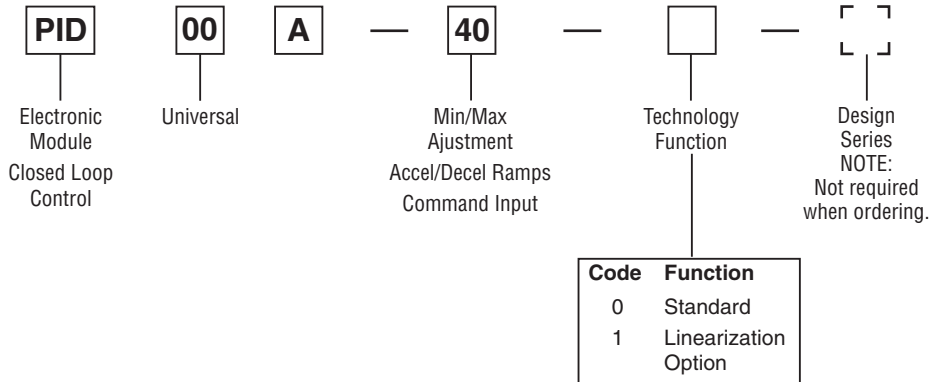 PID 00 A — 40 — —
Electronic
Module
Closed Loop
Control
Universal
Min/Max
Ajustment
Accel/Decel Ramps
Command Input
Technology
Function
Design
Series
NOTE:
Not required
when ordering.
Code Function
0 Standard
1 Linearization
Option